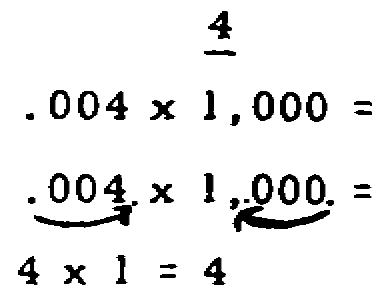 4
.004 x 1,000 =
.004. x 1,.000. =
4 x 1 = 4